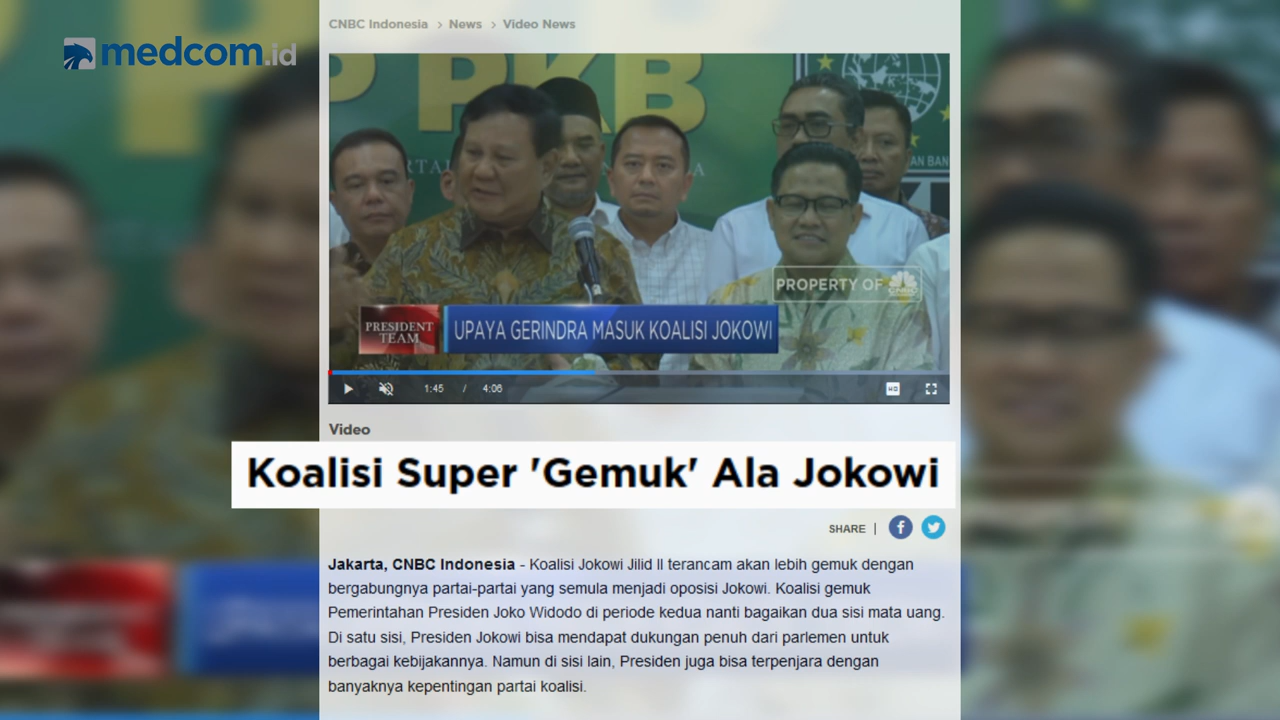 medcom.id
CNBC Indonesia > News > Video News
P PKB
AN BAN
PROPERTY OF CNBC
PRESIDENT TEAM
UPAYA GERINDRA MASUK KOALISI JOKOWI
1:45 / 4:06
HD
Video
Koalisi Super 'Gemuk' Ala Jokowi
SHARE |
Jakarta, CNBC Indonesia - Koalisi Jokowi Jilid II terancam akan lebih gemuk dengan
bergabungnya partai-partai yang semula menjadi oposisi Jokowi. Koalisi gemuk
Pemerintahan Presiden Joko Widodo di periode kedua nanti bagaikan dua sisi mata uang.
Di satu sisi, Presiden Jokowi bisa mendapat dukungan penuh dari parlemen untuk
berbagai kebijakannya. Namun di sisi lain, Presiden juga bisa terpenjara dengan
banyaknya kepentingan partai koalisi.